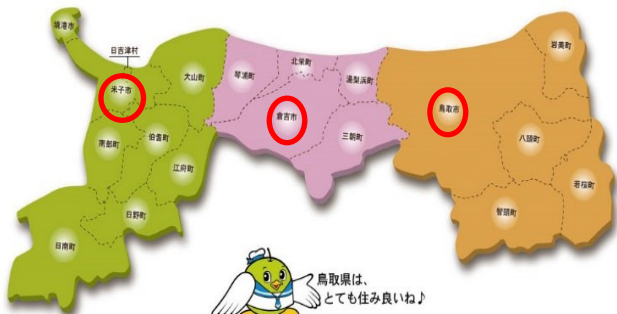 境港市
日吉津村
米子市
大山町
南部町
伯耆町
江府町
日野町
日南町
琴浦町
北栄町
湯梨浜町
倉吉市
三朝町
鳥取市
岩美町
八頭町
若桜町
智頭町
鳥取県は、
とても住み良いね♪